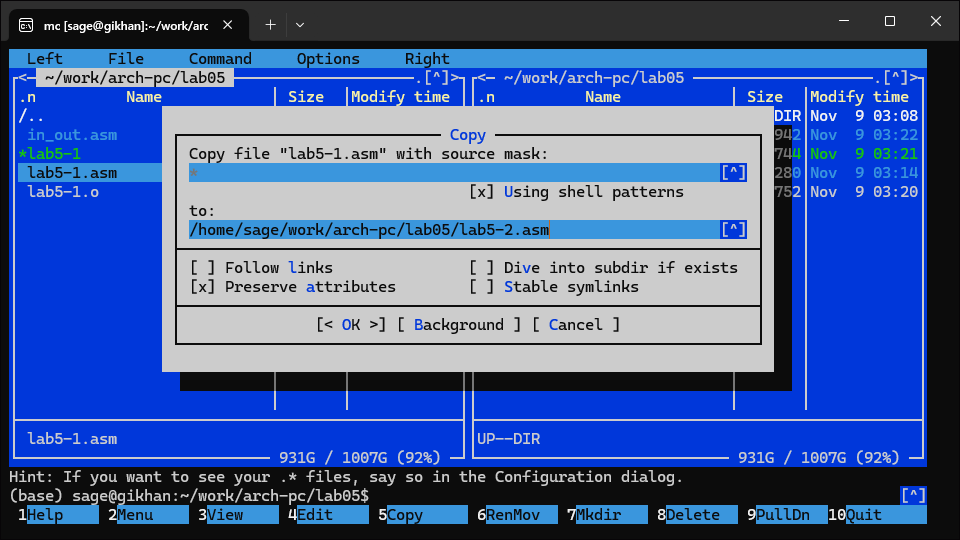 mc [sage@gikhan]:~/work/arc
Left File Command Options Right
<─ ~/work/arch-pc/lab05 .[^]> <─ ~/work/arch-pc/lab05 .[^]>
.n Name Size Modify time .n Name Size Modify time
/.. DIR Nov 9 03:08
in_out.asm 942 Nov 9 03:22
*lab5-1 744 Nov 9 03:21
lab5-1.asm 280 Nov 9 03:14
lab5-1.o 752 Nov 9 03:20
Copy
Copy file "lab5-1.asm" with source mask:
* [^]
[x] Using shell patterns
to:
/home/sage/work/arch-pc/lab05/lab5-2.asm [^]
[ ] Follow links [ ] Dive into subdir if exists
[x] Preserve attributes [ ] Stable symlinks
[< OK >] [ Background ] [ Cancel ]
lab5-1.asm UP--DIR
931G / 1007G (92%) 931G / 1007G (92%)
Hint: If you want to see your .* files, say so in the Configuration dialog.
(base) sage@gikhan:~/work/arch-pc/lab05$ [^]
1Help 2Menu 3View 4Edit 5Copy 6RenMov 7Mkdir 8Delete 9PullDn 10Quit